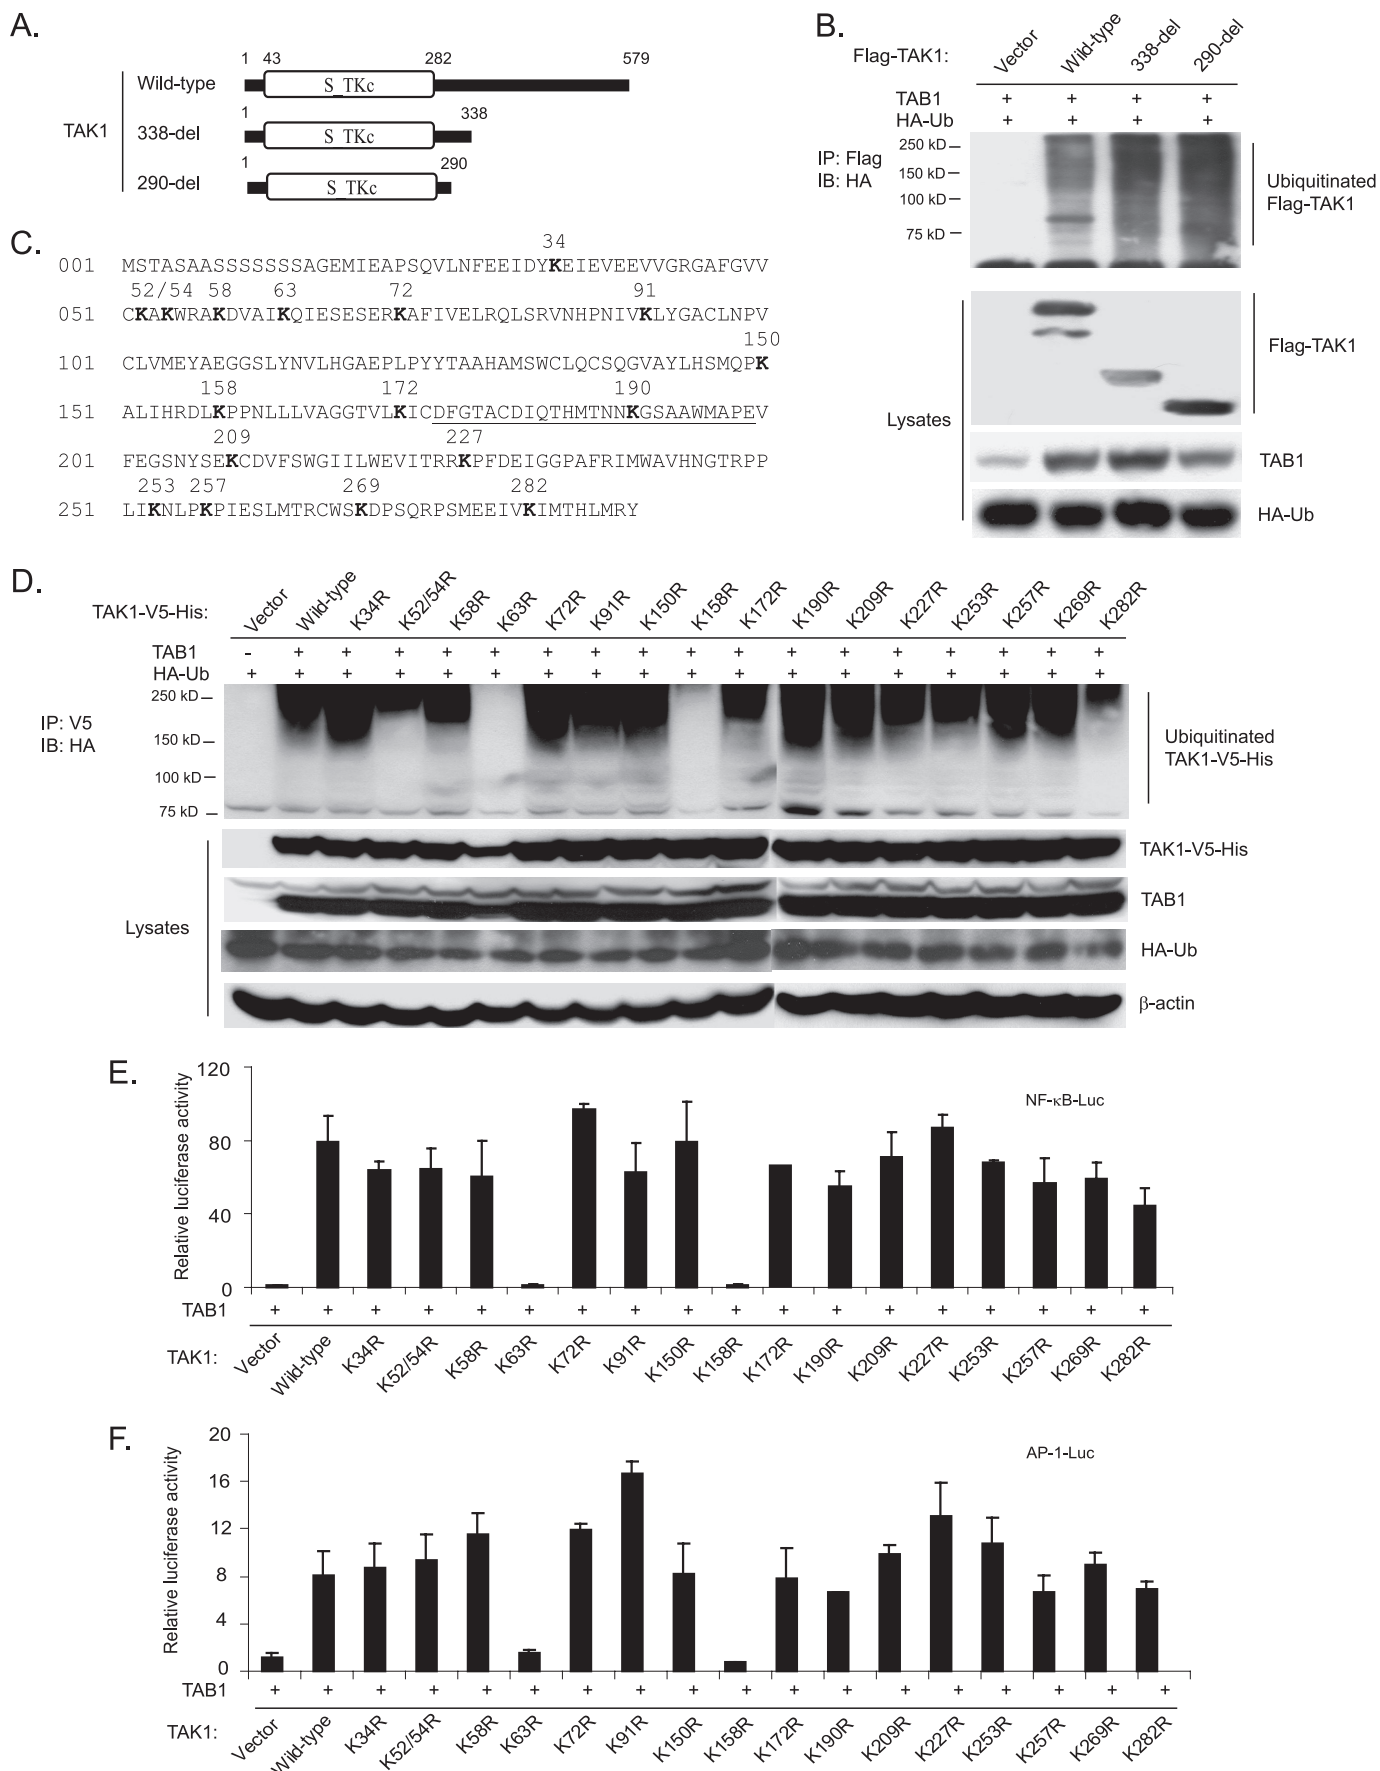 A.
1 43 282 579
Wild-type S_TKc
1 338
TAK1 338-del S_TKc
1 290
290-del S_TKc
B.
Flag-TAK1: Vector Wild-type 338-del 290-del
TAB1 + + + +
HA-Ub + + + +
IP: Flag
IB: HA
250 kD
150 kD
100 kD
75 kD
Ubiquitinated
Flag-TAK1
Flag-TAK1
Lysates
TAB1
HA-Ub
C.
34
001 MSTASAASSSSSSSAGEMIEAPSQVLNFEEIDYKEIEVEEVVGRGAFGVV
52/54 58 63 72 91
051 CKAKWRAKDVAIKQIESESERKAFIVELRQLSRVNHPNIVKLYGACLNPV
150
101 CLVMEYAEGGSLYNVLHGAEPLPYYTAAHAMSWCLQCSQGVAYLHSMQPK
158 172 190
151 ALIHRDLKPPNLLLVAGGTVLKICDFGTACDIQTHMTNNKGSAAWMAPEV
209 227
201 FEGSNYSEKCDVFSWGIILWEVITRRKPFDEIGGPAFRIMWAVHNGTRPP
253 257 269 282
251 LIKNLPKPIESLMTRCWSKDPSQRPSMEEIVKIMTHLMRY
D.
TAK1-V5-His: Vector Wild-type K34R K52/54R K58R K63R K72R K91R K150R K158R K172R K190R K209R K227R K253R K257R K269R K282R
TAB1 - + + + + + + + + + + + + + + + +
HA-Ub + + + + + + + + + + + + + + + + + +
IP: V5
IB: HA
250 kD
150 kD
100 kD
75 kD
Ubiquitinated
TAK1-V5-His
Lysates
TAK1-V5-His
TAB1
HA-Ub
β-actin
E.
Relative luciferase activity
120
80
40
0
NF-κB-Luc
TAB1 + + + + + + + + + + + + + + + + +
TAK1: Vector Wild-type K34R K52/54R K58R K63R K72R K91R K150R K158R K172R K190R K209R K227R K253R K257R K269R K282R
F.
Relative luciferase activity
20
16
12
8
4
0
AP-1-Luc
TAB1 + + + + + + + + + + + + + + + + + +
TAK1: Vector Wild-type K34R K52/54R K58R K63R K72R K91R K150R K158R K172R K190R K209R K227R K253R K257R K269R K282R